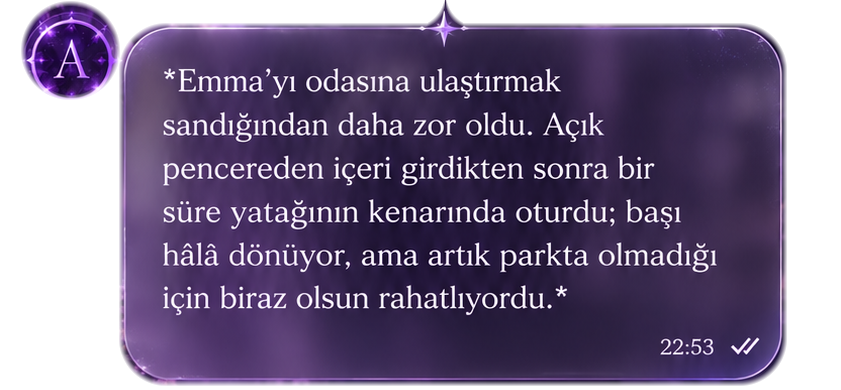 A
*Emma’yı odasına ulaştırmak
sandığından daha zor oldu. Açık
pencereden içeri girdikten sonra bir
süre yatağının kenarında oturdu; başı
hâlâ dönüyor, ama artık parkta olmadığı
için biraz olsun rahatlıyordu.*
22:53